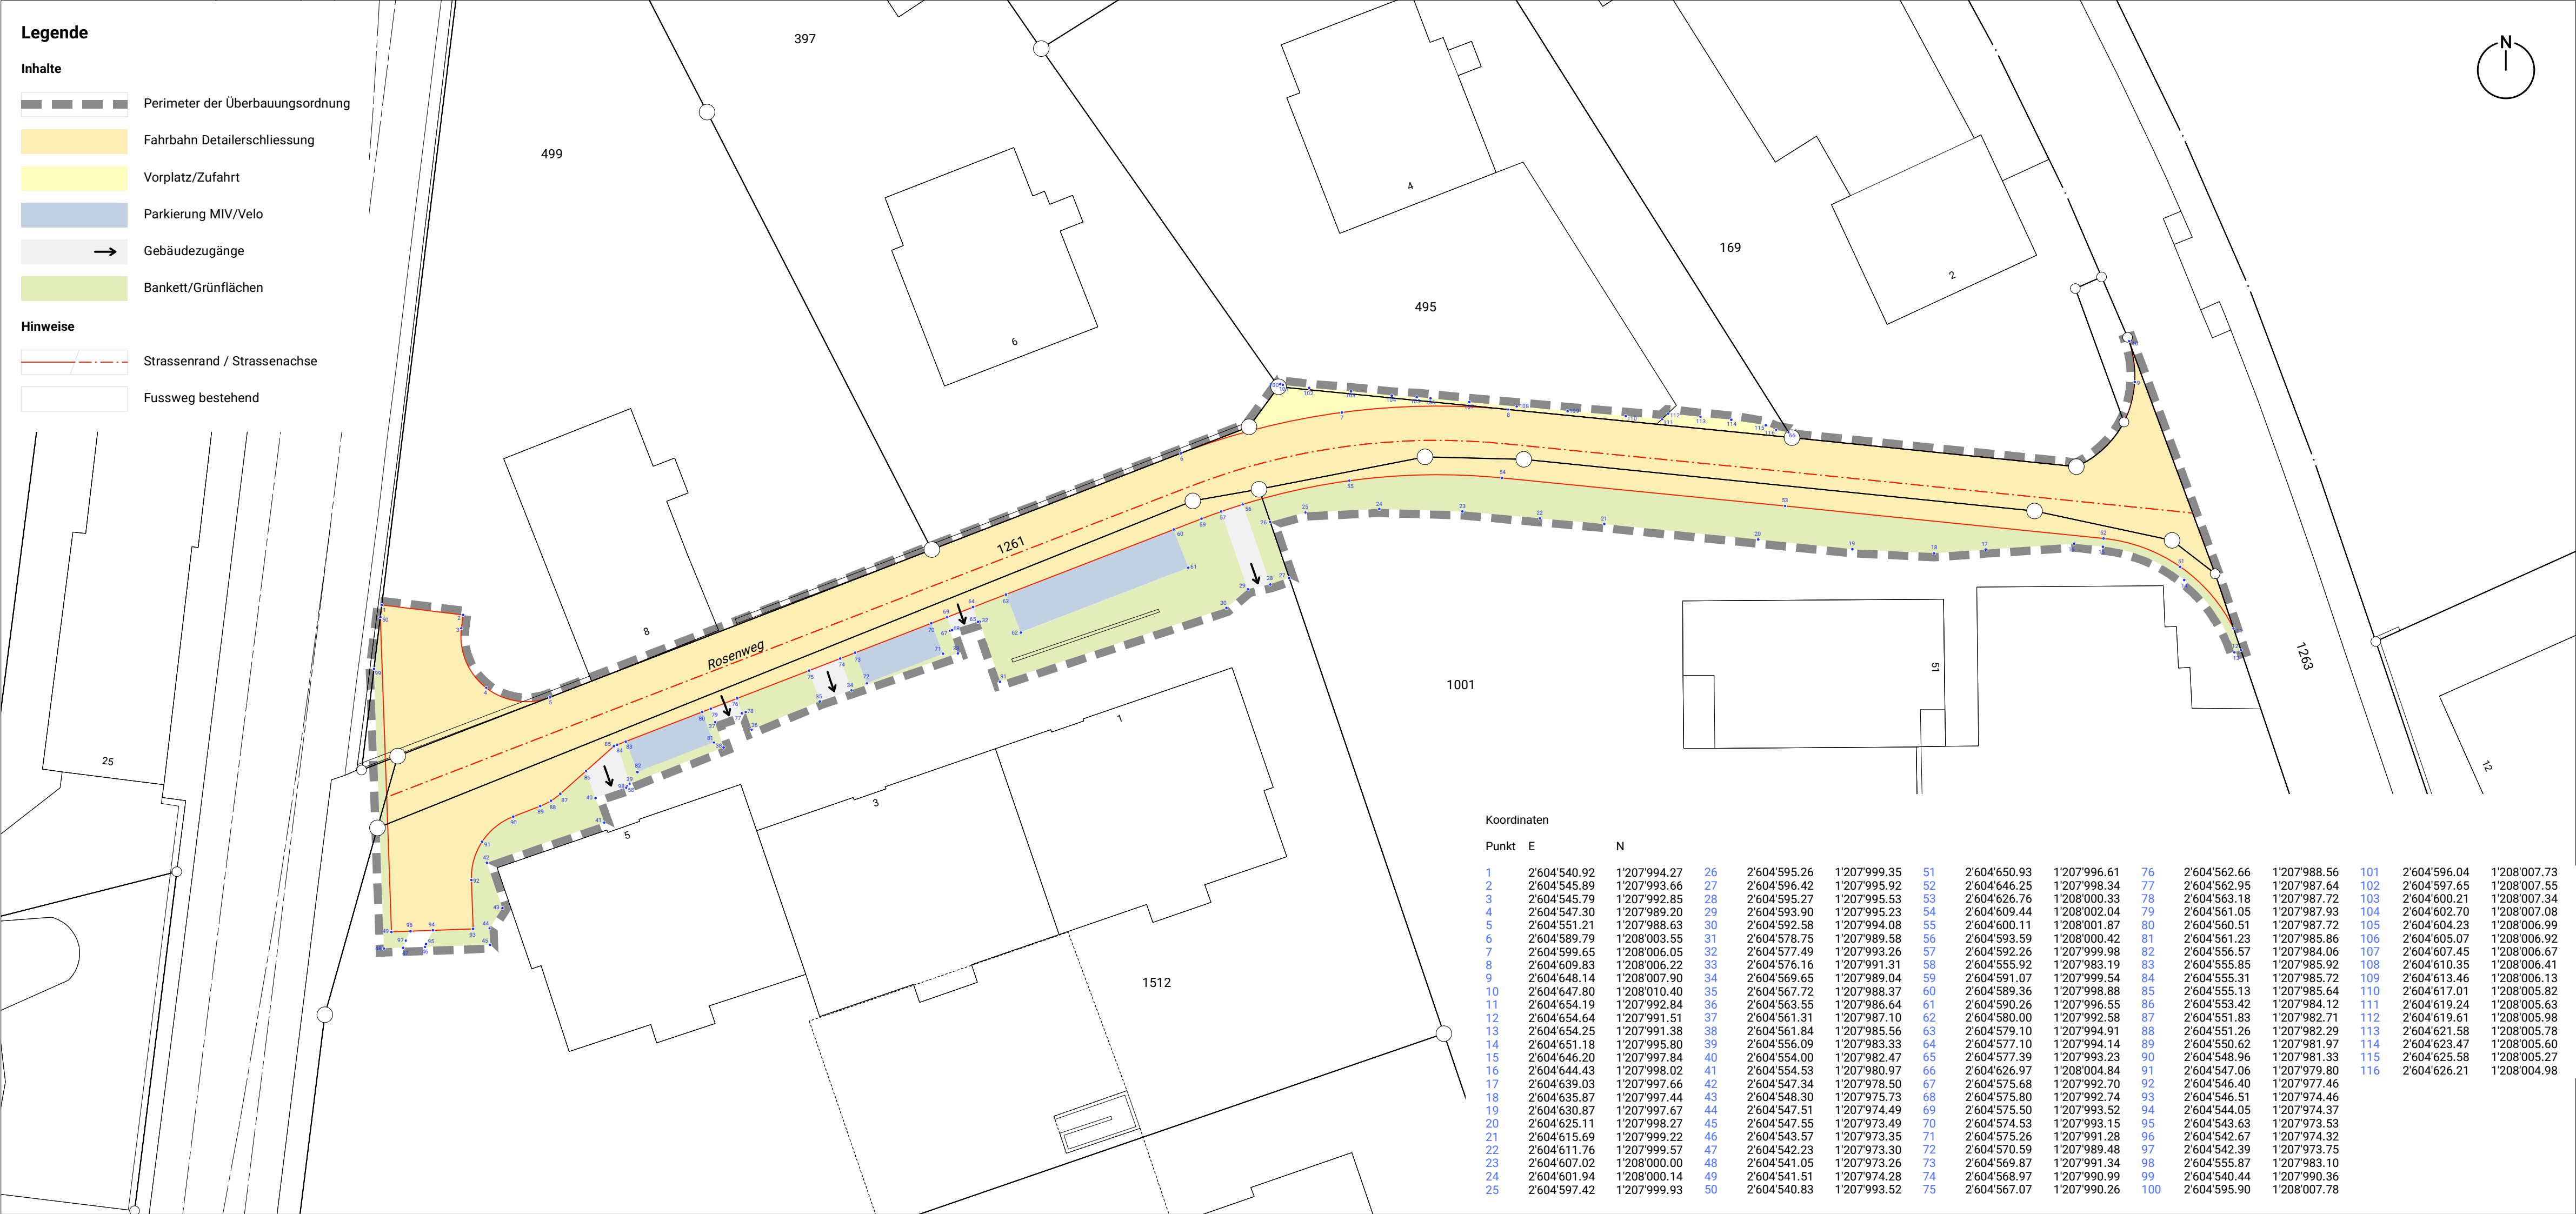 Legende
Inhalte
Perimeter der Überbauungsordnung
Fahrbahn Detailerschliessung
Vorplatz/Zufahrt
Parkierung MIV/Velo
Gebäudezugänge
Bankett/Grünflächen
Hinweise
Strassenrand / Strassenachse
Fussweg bestehend
N
397
499
4
169
2
495
6
8
1261
Rosenweg
1263
51
1001
1
12
25
3
5
1512
Koordinaten
Punkt E N
1 2'604'540.92 1'207'994.27 26 2'604'595.26 1'207'999.35 51 2'604'650.93 1'207'996.61 76 2'604'562.66 1'207'988.56 101 2'604'596.04 1'208'007.73
2 2'604'545.89 1'207'993.66 27 2'604'596.42 1'207'995.92 52 2'604'646.25 1'207'998.34 77 2'604'562.95 1'207'987.64 102 2'604'597.65 1'208'007.55
3 2'604'545.79 1'207'992.85 28 2'604'595.27 1'207'995.53 53 2'604'626.76 1'208'000.33 78 2'604'563.18 1'207'987.72 103 2'604'600.21 1'208'007.34
4 2'604'547.30 1'207'989.20 29 2'604'593.90 1'207'995.23 54 2'604'609.44 1'208'002.04 79 2'604'561.05 1'207'987.93 104 2'604'602.70 1'208'007.08
5 2'604'551.21 1'207'988.63 30 2'604'592.58 1'207'994.08 55 2'604'600.11 1'208'001.87 80 2'604'560.51 1'207'987.72 105 2'604'604.23 1'208'006.99
6 2'604'589.79 1'208'003.55 31 2'604'578.75 1'207'989.58 56 2'604'593.59 1'208'000.42 81 2'604'561.23 1'207'985.86 106 2'604'605.07 1'208'006.92
7 2'604'599.65 1'208'006.05 32 2'604'577.49 1'207'993.26 57 2'604'592.26 1'207'999.98 82 2'604'556.57 1'207'984.06 107 2'604'607.45 1'208'006.67
8 2'604'609.83 1'208'006.22 33 2'604'576.16 1'207'991.31 58 2'604'555.92 1'207'983.19 83 2'604'555.85 1'207'985.92 108 2'604'610.35 1'208'006.41
9 2'604'648.14 1'208'007.90 34 2'604'569.65 1'207'989.04 59 2'604'591.07 1'207'999.54 84 2'604'555.31 1'207'985.72 109 2'604'613.46 1'208'006.13
10 2'604'647.80 1'208'010.40 35 2'604'567.72 1'207'988.37 60 2'604'589.36 1'207'998.88 85 2'604'555.13 1'207'985.64 110 2'604'617.01 1'208'005.82
11 2'604'654.19 1'207'992.84 36 2'604'563.55 1'207'986.64 61 2'604'590.26 1'207'996.55 86 2'604'553.42 1'207'984.12 111 2'604'619.24 1'208'005.63
12 2'604'654.64 1'207'991.51 37 2'604'561.31 1'207'987.10 62 2'604'580.00 1'207'992.58 87 2'604'551.83 1'207'982.71 112 2'604'619.61 1'208'005.98
13 2'604'654.25 1'207'991.38 38 2'604'561.84 1'207'985.56 63 2'604'579.10 1'207'994.91 88 2'604'551.26 1'207'982.29 113 2'604'621.58 1'208'005.78
14 2'604'651.18 1'207'995.80 39 2'604'556.09 1'207'983.33 64 2'604'577.10 1'207'994.14 89 2'604'550.62 1'207'981.97 114 2'604'623.47 1'208'005.60
15 2'604'646.20 1'207'997.84 40 2'604'554.00 1'207'982.47 65 2'604'577.39 1'207'993.23 90 2'604'548.96 1'207'981.33 115 2'604'625.58 1'208'005.27
16 2'604'644.43 1'207'998.02 41 2'604'554.53 1'207'980.97 66 2'604'626.97 1'208'004.84 91 2'604'547.06 1'207'979.80 116 2'604'626.21 1'208'004.98
17 2'604'639.03 1'207'997.66 42 2'604'547.34 1'207'978.50 67 2'604'575.68 1'207'992.70 92 2'604'546.40 1'207'977.46
18 2'604'635.87 1'207'997.44 43 2'604'548.30 1'207'975.73 68 2'604'575.80 1'207'992.74 93 2'604'546.51 1'207'974.46
19 2'604'630.87 1'207'997.67 44 2'604'547.51 1'207'974.49 69 2'604'575.50 1'207'993.52 94 2'604'544.05 1'207'974.37
20 2'604'625.11 1'207'998.27 45 2'604'547.55 1'207'973.49 70 2'604'574.53 1'207'993.15 95 2'604'543.63 1'207'973.53
21 2'604'615.69 1'207'999.22 46 2'604'543.57 1'207'973.35 71 2'604'575.26 1'207'991.28 96 2'604'542.67 1'207'974.32
22 2'604'611.76 1'207'999.57 47 2'604'542.23 1'207'973.30 72 2'604'570.59 1'207'989.48 97 2'604'542.39 1'207'973.75
23 2'604'607.02 1'208'000.00 48 2'604'541.05 1'207'973.26 73 2'604'569.87 1'207'991.34 98 2'604'555.87 1'207'983.10
24 2'604'601.94 1'208'000.14 49 2'604'541.51 1'207'974.28 74 2'604'568.97 1'207'990.99 99 2'604'540.44 1'207'990.36
25 2'604'597.42 1'207'999.93 50 2'604'540.83 1'207'993.52 75 2'604'567.07 1'207'990.26 100 2'604'595.90 1'208'007.78